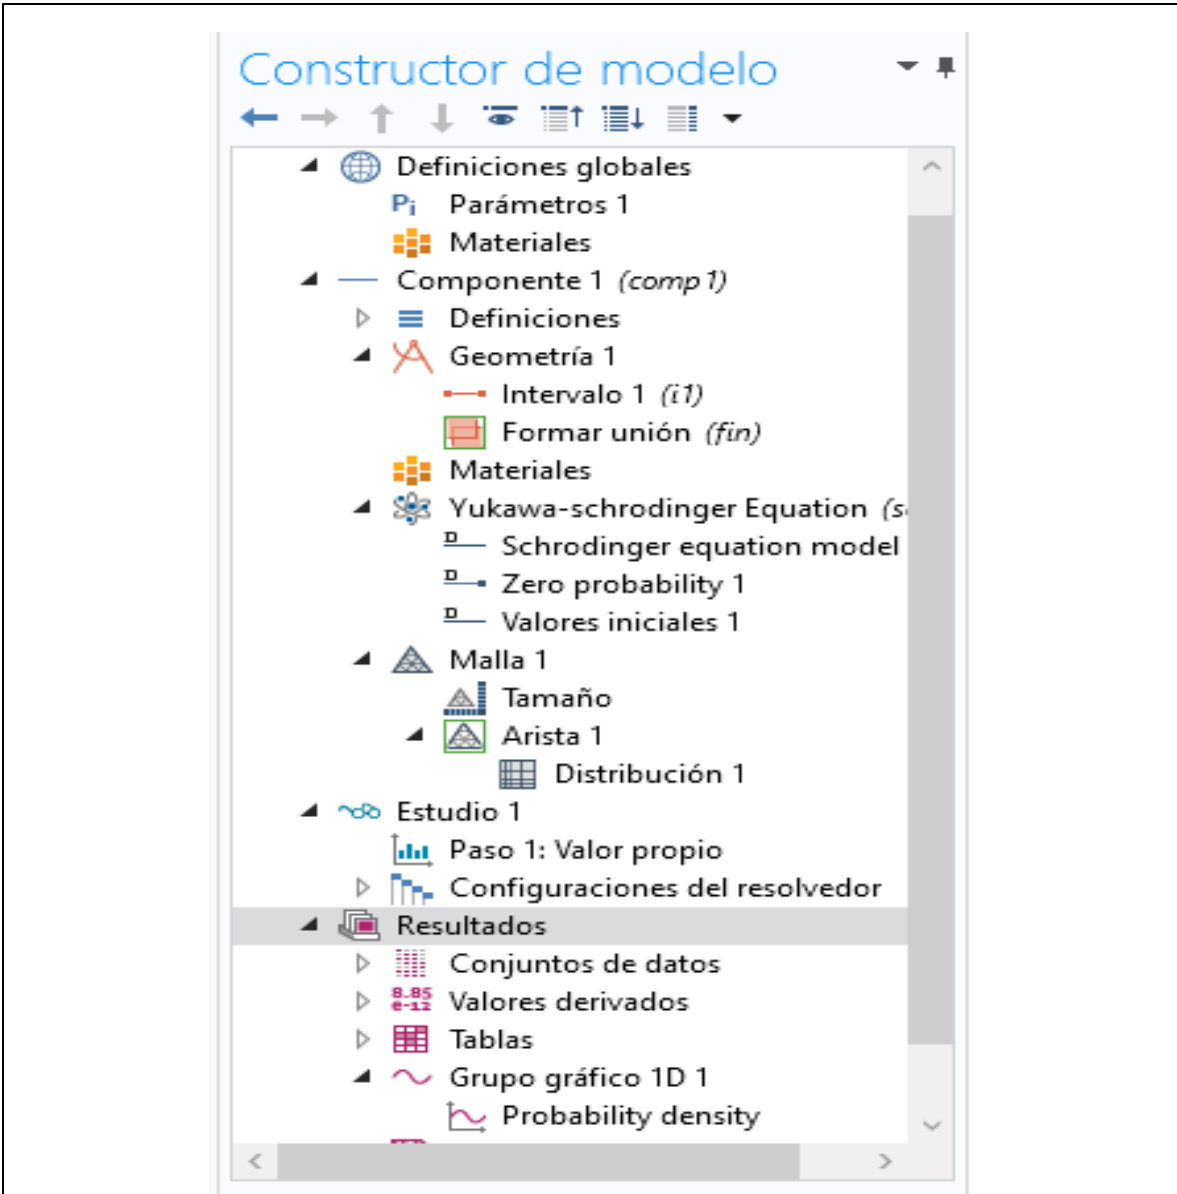 Constructor de modelo
Definiciones globales
Pi Parámetros 1
Materiales
Componente 1 (comp1)
Definiciones
Geometría 1
Intervalo 1 (i1)
Formar unión (fin)
Materiales
Yukawa-schrodinger Equation (s
D Schrodinger equation model
D Zero probability 1
D Valores iniciales 1
Malla 1
Tamaño
Arista 1
Distribución 1
Estudio 1
Paso 1: Valor propio
Configuraciones del resolvedor
Resultados
Conjuntos de datos
8.85 e-12 Valores derivados
Tablas
Grupo gráfico 1D 1
Probability density